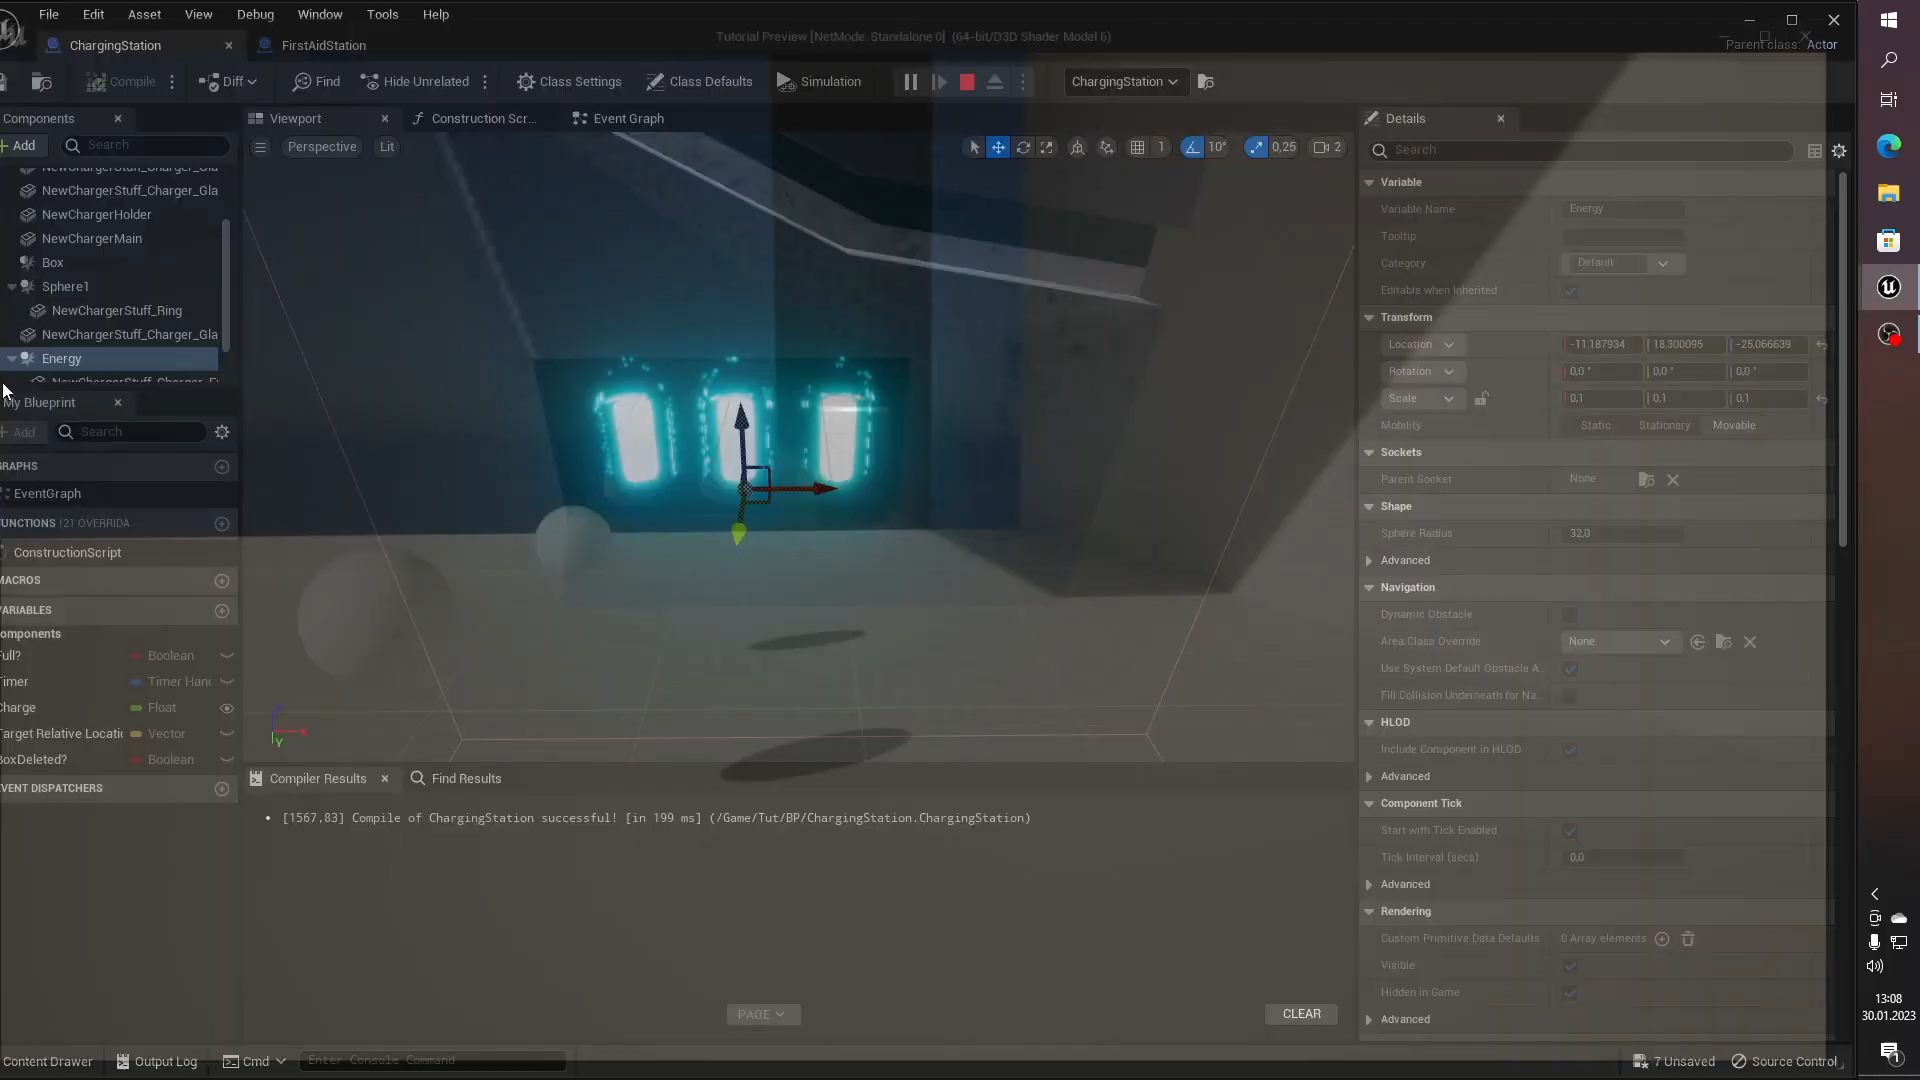 File Edit Asset View Debug Window Tools Help
ChargingStation FirstAidStation
Tutorial Preview [NetMode: Standalone 0] (64-bit/D3D Shader Model 6)
Parent class: Actor
Compile Diff Find Hide Unrelated Class Settings Class Defaults Simulation ChargingStation
Components Viewport Construction Scr... Event Graph Details
Add Search Perspective Lit 1 10° 0,25 2 Search
NewChargerStuff_Charger_Gla
NewChargerStuff_Charger_Gla
NewChargerHolder
NewChargerMain
Box
Sphere1
NewChargerStuff_Ring
NewChargerStuff_Charger_Gla
Energy
My Blueprint
Add Search
GRAPHS
EventGraph
FUNCTIONS (21 OVERRIDA
ConstructionScript
MACROS
VARIABLES
omponents
Full? Boolean
Timer Timer Hand
Charge Float
Target Relative Locatio Vector
BoxDeleted? Boolean
EVENT DISPATCHERS
X Y
Variable
Variable Name Energy
Tooltip
Category Default
Editable when Inherited
Transform
Location -11,187934 18,300095 -25,066639
Rotation 0,0 ° 0,0 ° 0,0 °
Scale 0,1 0,1 0,1
Mobility Static Stationary Movable
Sockets
Parent Socket None
Shape
Sphere Radius 32,0
Advanced
Navigation
Dynamic Obstacle
Area Class Override None
Use System Default Obstacle A...
Fill Collision Underneath for Na...
HLOD
Include Component in HLOD
Advanced
Component Tick
Start with Tick Enabled
Tick Interval (secs) 0,0
Advanced
Rendering
Custom Primitive Data Defaults 0 Array elements
Visible
Hidden in Game
Advanced
Compiler Results Find Results
• [1567,83] Compile of ChargingStation successful! [in 199 ms] (/Game/Tut/BP/ChargingStation.ChargingStation)
PAGE CLEAR
Content Drawer Output Log Cmd Enter Console Command 7 Unsaved Source Control
13:08
30.01.2023
1